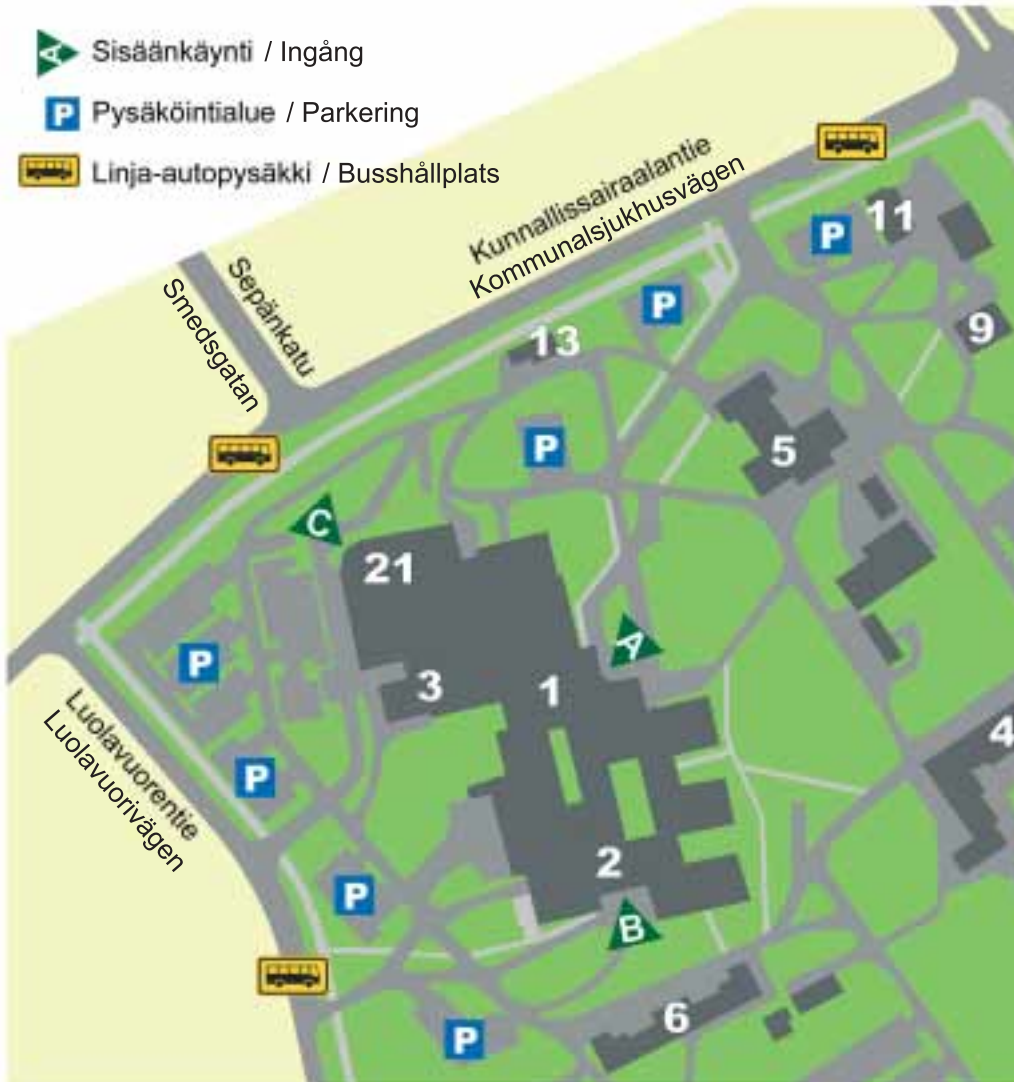 A Sisäänkäynti / Ingång
P Pysäköintialue / Parkering
Linja-autopysäkki / Busshållplats
Kunnallissairaalantie
Kommunalsjukhusvägen
Sepänkatu
Smedsgatan
11
P
P
9
13
P
5
C
21
A
P
3
1
4
Luolavuorentie
Luolavuorivägen
P
2
P
B
6
P